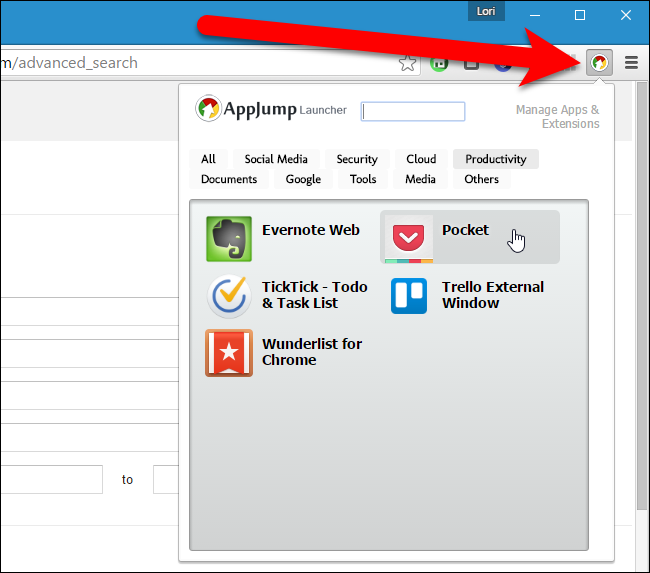 Lori
m/advanced_search
AppJump Launcher
Manage Apps &
Extensions
All Social Media Security Cloud Productivity
Documents Google Tools Media Others
Evernote Web Pocket
TickTick - Todo
& Task List
Trello External
Window
Wunderlist for
Chrome
to